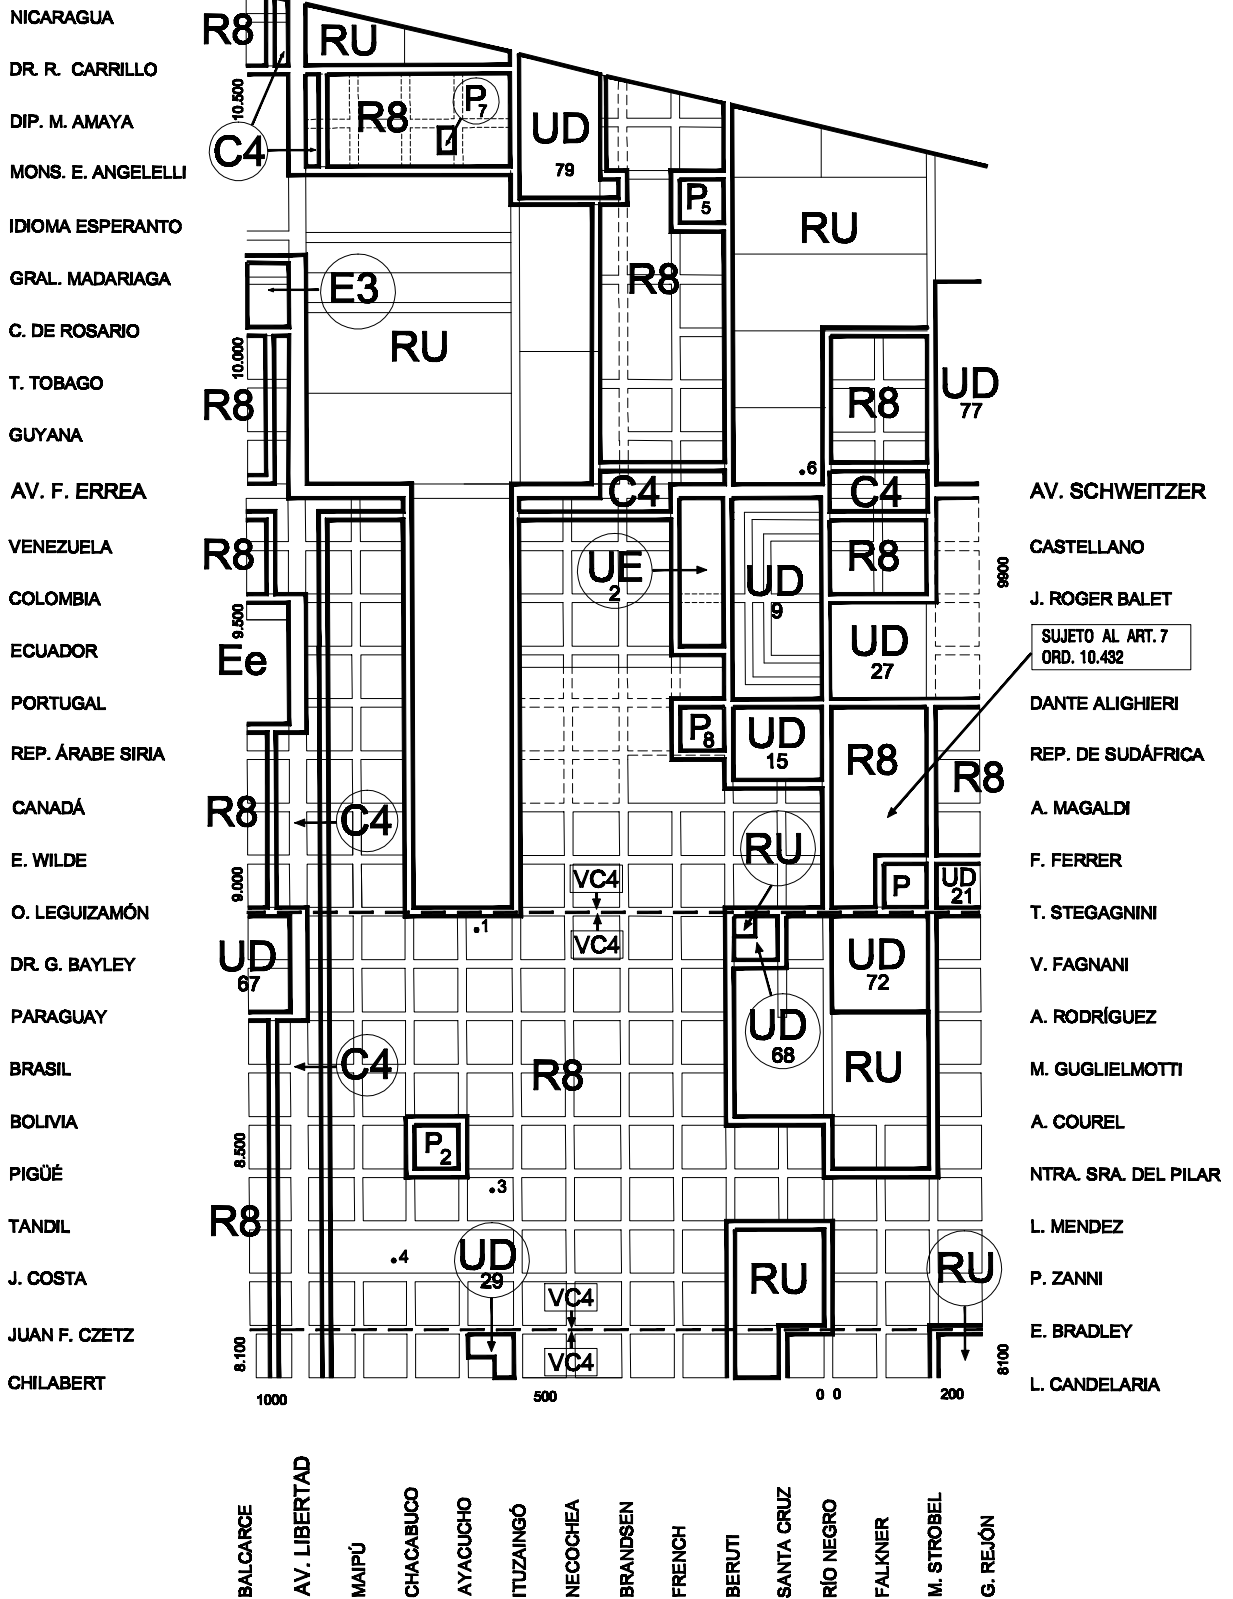 NICARAGUA
DR. R. CARRILLO
DIP. M. AMAYA
MONS. E. ANGELELLI
IDIOMA ESPERANTO
GRAL. MADARIAGA
C. DE ROSARIO
T. TOBAGO
GUYANA
AV. F. ERREA
VENEZUELA
COLOMBIA
ECUADOR
PORTUGAL
REP. ÁRABE SIRIA
CANADÁ
E. WILDE
O. LEGUIZAMÓN
DR. G. BAYLEY
PARAGUAY
BRASIL
BOLIVIA
PIGÜÉ
TANDIL
J. COSTA
JUAN F. CZETZ
CHILABERT
R8
RU
10.500
C4
R8
P7
UD
79
P5
RU
E3
R8
RU
10.000
R8
R8
UD
77
6
C4
C4
R8
UE
2
UD
9
R8
9.500
Ee
UD
27
P8
UD
15
R8
R8
R8
C4
RU
9.000
VC4
P
UD
21
1
VC4
UD
67
UD
72
UD
68
C4
R8
RU
8.500
P2
3
R8
4
UD
29
RU
RU
VC4
VC4
8.100
8100
9900
1000
500
0 0
200
AV. SCHWEITZER
CASTELLANO
J. ROGER BALET
SUJETO AL ART. 7
ORD. 10.432
DANTE ALIGHIERI
REP. DE SUDÁFRICA
A. MAGALDI
F. FERRER
T. STEGAGNINI
V. FAGNANI
A. RODRÍGUEZ
M. GUGLIELMOTTI
A. COUREL
NTRA. SRA. DEL PILAR
L. MENDEZ
P. ZANNI
E. BRADLEY
L. CANDELARIA
BALCARCE
AV. LIBERTAD
MAIPÚ
CHACABUCO
AYACUCHO
ITUZAINGÓ
NECOCHEA
BRANDSEN
FRENCH
BERUTI
SANTA CRUZ
RÍO NEGRO
FALKNER
M. STROBEL
G. REJÓN